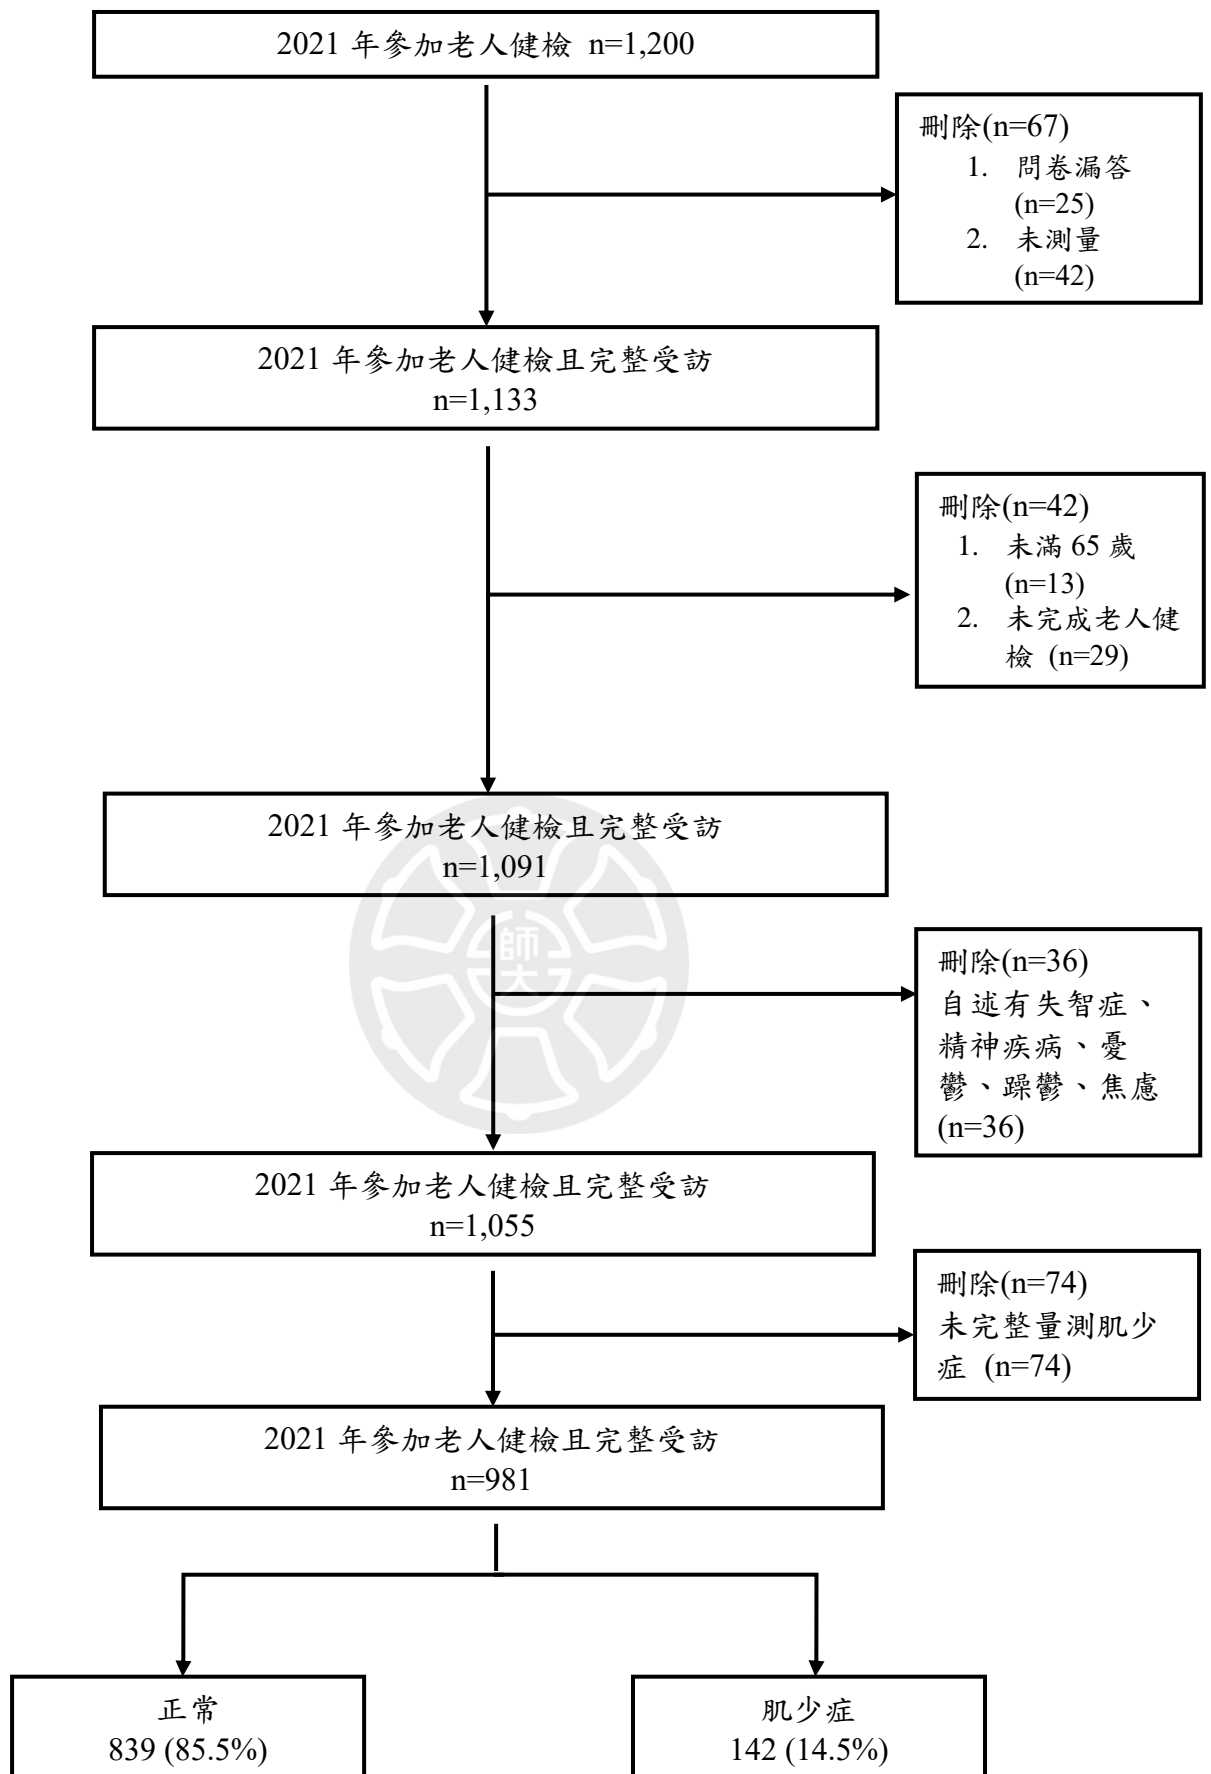 2021 年參加老人健檢 n=1,200
刪除(n=67)
1. 問卷漏答
(n=25)
2. 未測量
(n=42)
2021 年參加老人健檢且完整受訪
n=1,133
刪除(n=42)
1. 未滿 65 歲
(n=13)
2. 未完成老人健
檢 (n=29)
2021 年參加老人健檢且完整受訪
n=1,091
師大
刪除(n=36)
自述有失智症、
精神疾病、憂
鬱、躁鬱、焦慮
(n=36)
2021 年參加老人健檢且完整受訪
n=1,055
刪除(n=74)
未完整量測肌少
症 (n=74)
2021 年參加老人健檢且完整受訪
n=981
正常
839 (85.5%)
肌少症
142 (14.5%)